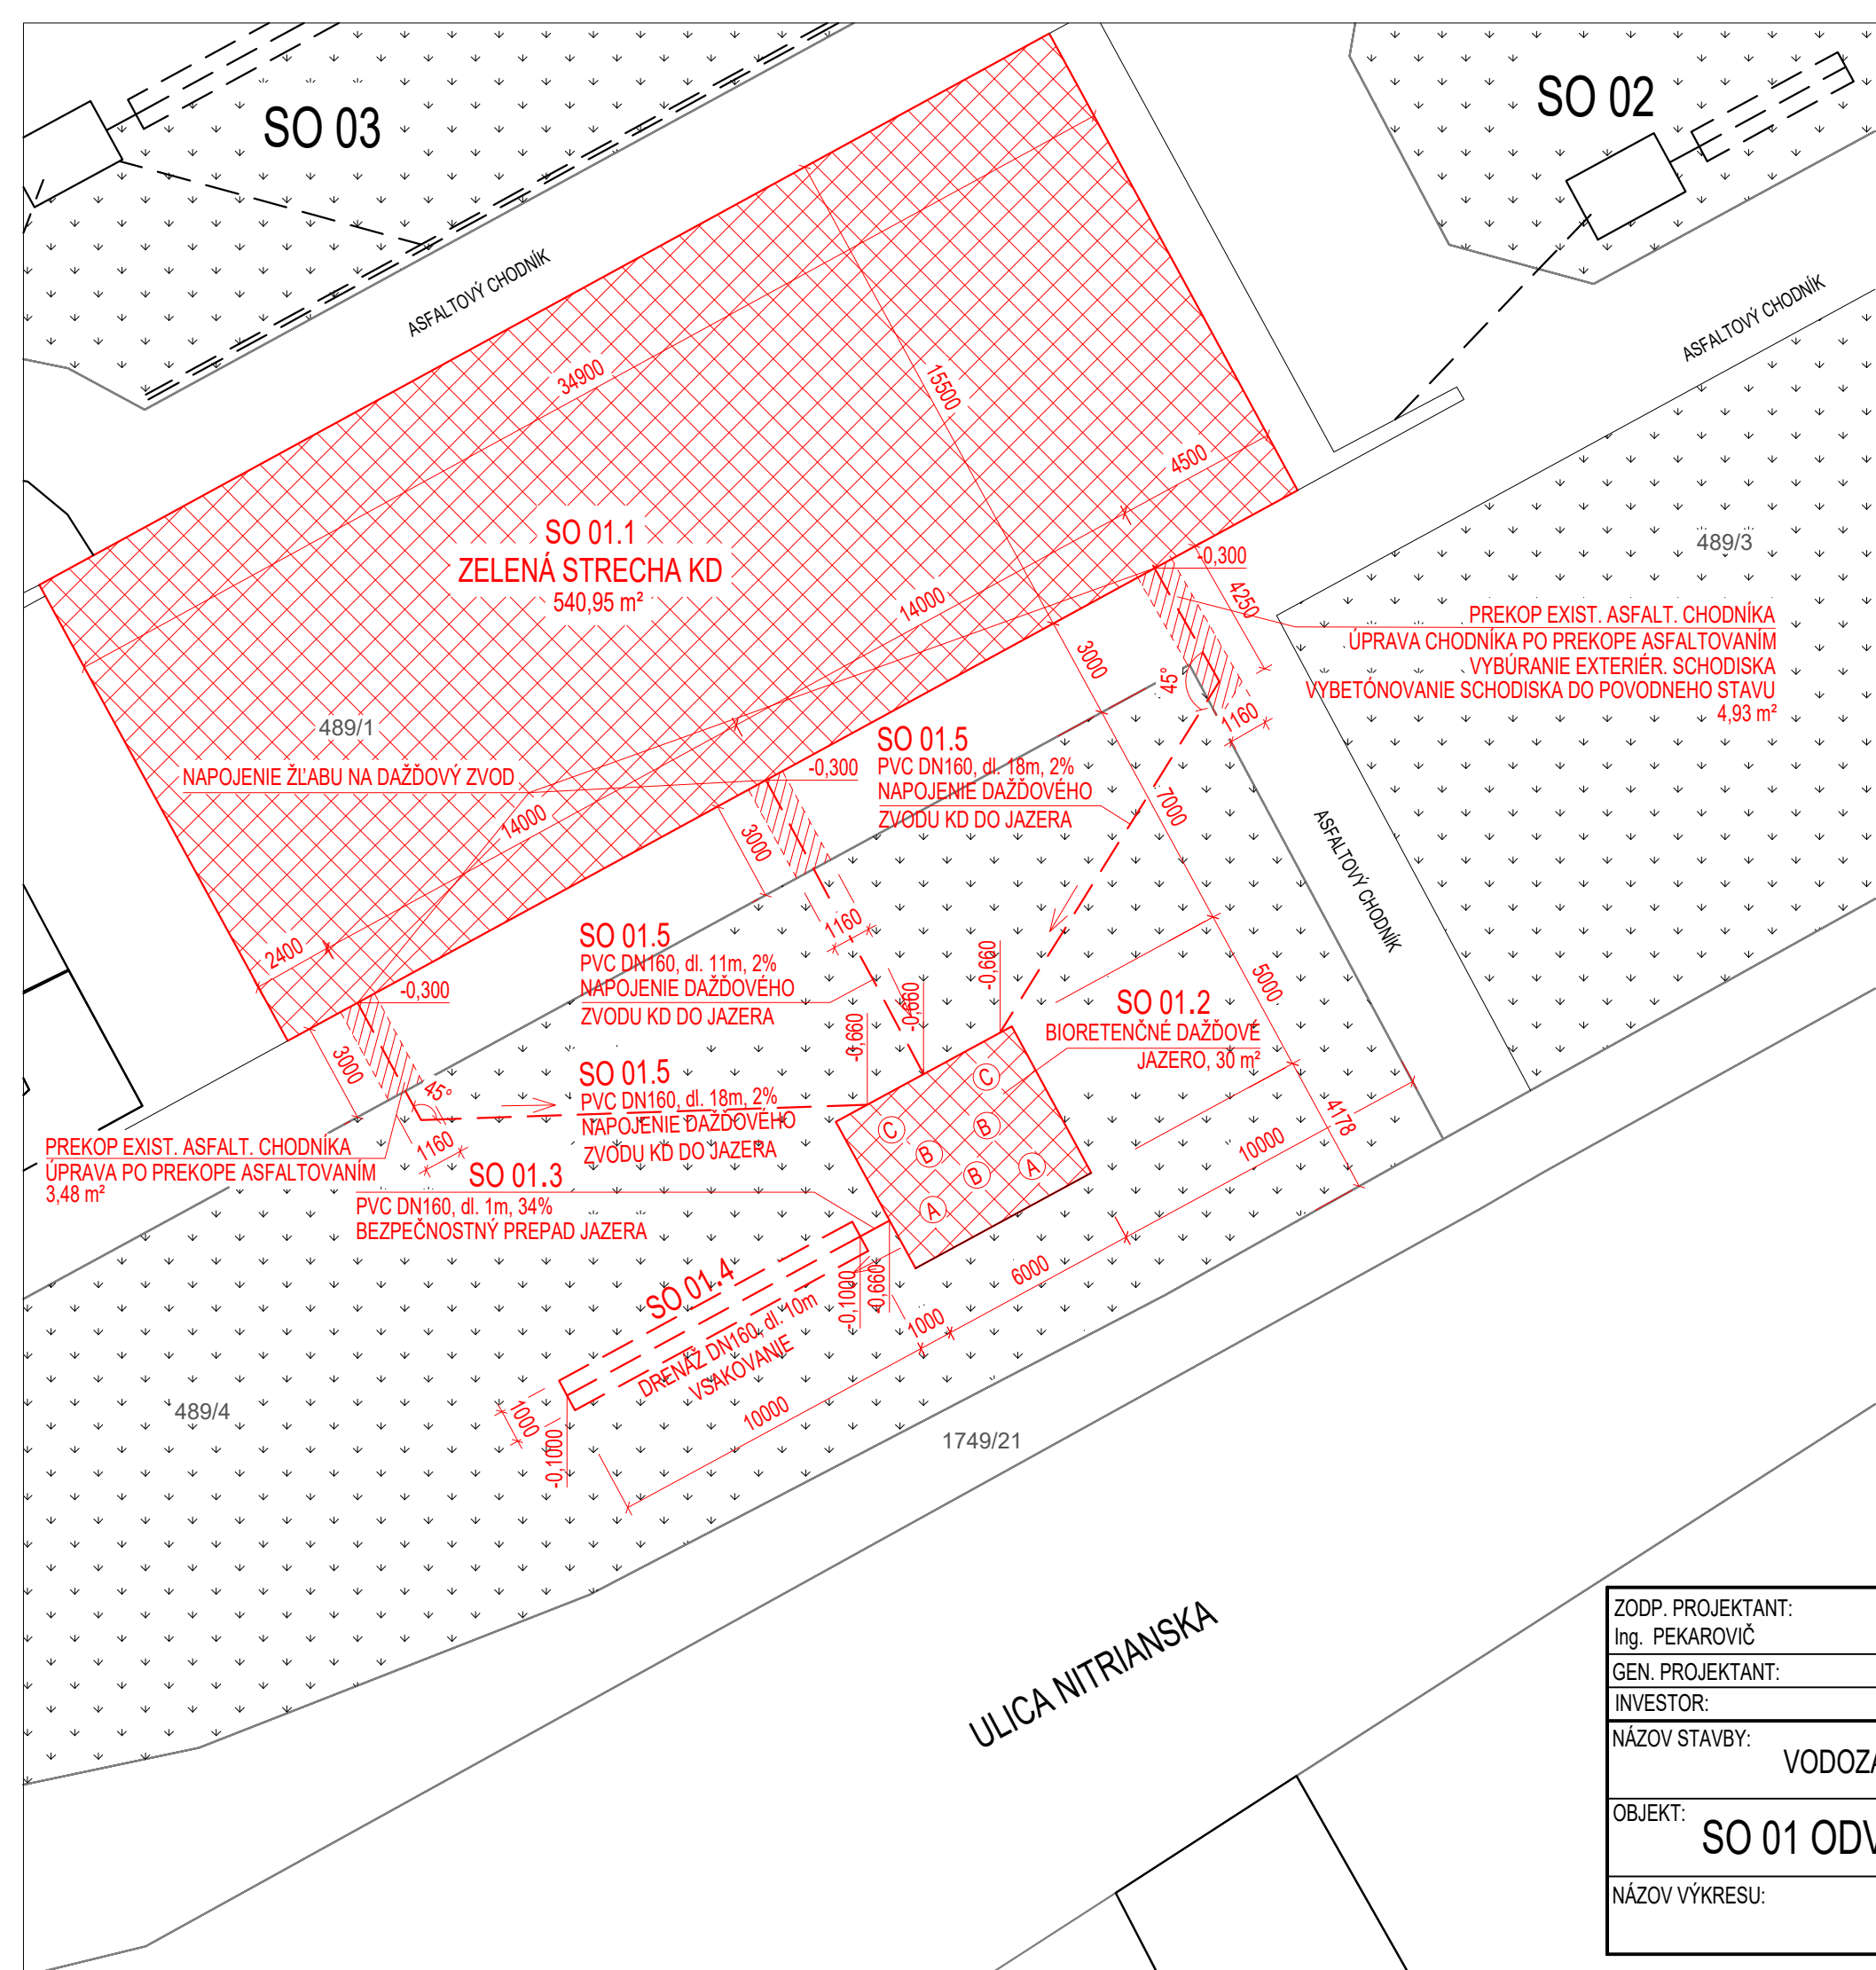 SO 03
SO 02
ASFALTOVÝ CHODNÍK
ASFALTOVÝ CHODNÍK
34900
15500
4500
SO 01.1
ZELENÁ STRECHA KD
540,95 m²
489/3
-0,300
4250
14000
PREKOP EXIST. ASFALT. CHODNÍKA
ÚPRAVA CHODNÍKA PO PREKOPE ASFALTOVANÍM
VYBÚRANIE EXTERIÉR. SCHODISKA
VYBETÓNOVANIE SCHODISKA DO POVODNEHO STAVU
4,93 m²
3000
45°
1160
489/1
NAPOJENIE ŽĽABU NA DAŽĎOVÝ ZVOD
-0,300
SO 01.5
PVC DN160, dl. 18m, 2%
NAPOJENIE DAŽĎOVÉHO
ZVODU KD DO JAZERA
7000
14000
3000
ASFALTOVÝ CHODNÍK
2400
1160
SO 01.5
PVC DN160, dl. 11m, 2%
NAPOJENIE DAŽĎOVÉHO
ZVODU KD DO JAZERA
-0,300
-0,660
-0,660
-0,660
5000
SO 01.2
BIORETENČNÉ DAŽĎOVÉ
JAZERO, 30 m²
3000
SO 01.5
PVC DN160, dl. 18m, 2%
NAPOJENIE DAŽĎOVÉHO
ZVODU KD DO JAZERA
45°
1160
C
C
B
B
B
A
A
4178
10000
PREKOP EXIST. ASFALT. CHODNÍKA
ÚPRAVA PO PREKOPE ASFALTOVANÍM
3,48 m²
SO 01.3
PVC DN160, dl. 1m, 34%
BEZPEČNOSTNÝ PREPAD JAZERA
SO 01.4
DRENÁŽ DN160, dl. 10m
VSAKOVANIE
-0,1000
-0,660
6000
1000
10000
1000
-0,1000
489/4
1749/21
ULICA NITRIANSKA
ZODP. PROJEKTANT:
Ing. PEKAROVIČ
GEN. PROJEKTANT:
INVESTOR:
NÁZOV STAVBY:
VODOZA
OBJEKT:
SO 01 ODV
NÁZOV VÝKRESU: